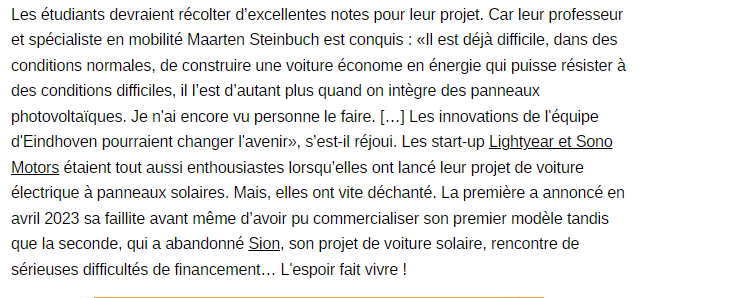 Les étudiants devraient récolter d’excellentes notes pour leur projet. Car leur professeur
et spécialiste en mobilité Maarten Steinbuch est conquis : «Il est déjà difficile, dans des
conditions normales, de construire une voiture économe en énergie qui puisse résister à
des conditions difficiles, il l’est d’autant plus quand on intègre des panneaux
photovoltaïques. Je n'ai encore vu personne le faire. […] Les innovations de l'équipe
d'Eindhoven pourraient changer l'avenir», s’est-il réjoui. Les start-up Lightyear et Sono
Motors étaient tout aussi enthousiastes lorsqu’elles ont lancé leur projet de voiture
électrique à panneaux solaires. Mais, elles ont vite déchanté. La première a annoncé en
avril 2023 sa faillite avant même d’avoir pu commercialiser son premier modèle tandis
que la seconde, qui a abandonné Sion, son projet de voiture solaire, rencontre de
sérieuses difficultés de financement… L'espoir fait vivre !